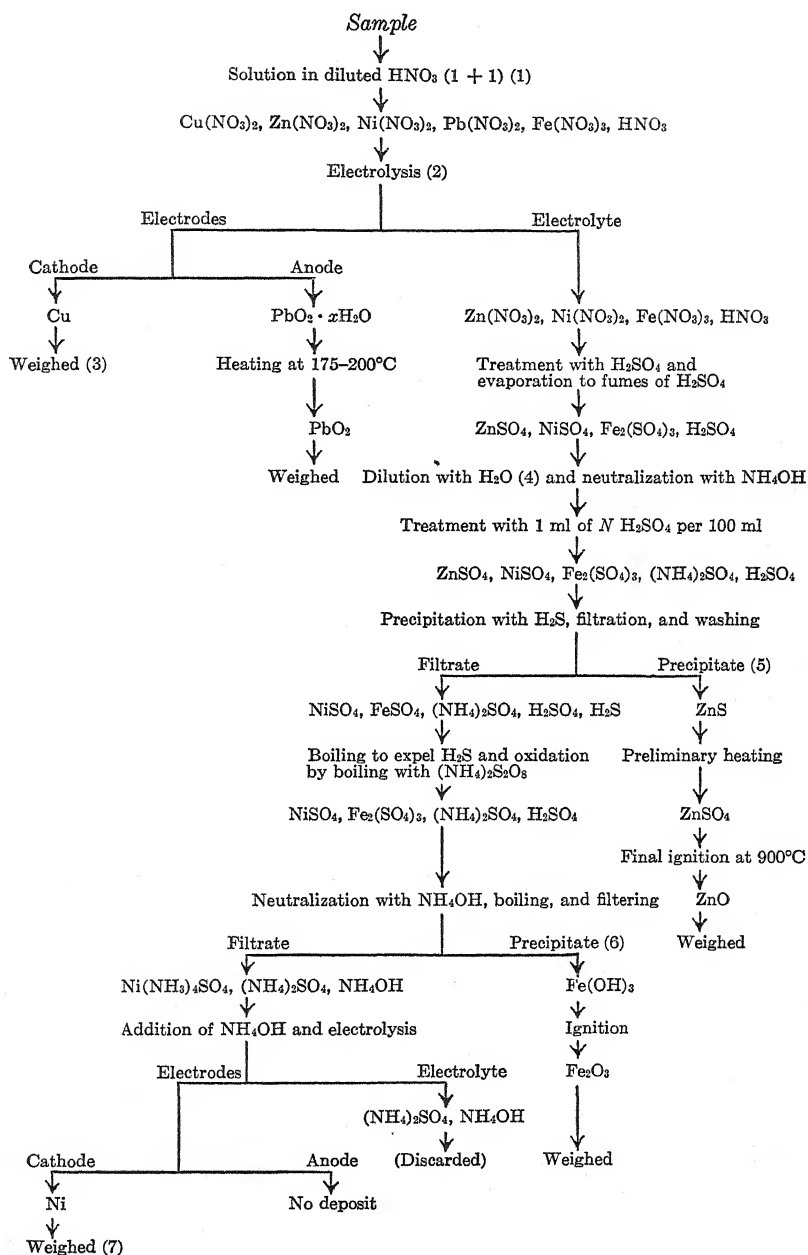 Sample
Solution in diluted HNO₃ (1 + 1) (1)
Cu(NO₃)₂, Zn(NO₃)₂, Ni(NO₃)₂, Pb(NO₃)₂, Fe(NO₃)₃, HNO₃
Electrolysis (2)
Electrodes
Electrolyte
Cathode
Anode
Cu
PbO₂ · xH₂O
Zn(NO₃)₂, Ni(NO₃)₂, Fe(NO₃)₃, HNO₃
Weighed (3)
Heating at 175–200°C
Treatment with H₂SO₄ and
evaporation to fumes of H₂SO₄
PbO₂
ZnSO₄, NiSO₄, Fe₂(SO₄)₃, H₂SO₄
Weighed
Dilution with H₂O (4) and neutralization with NH₄OH
Treatment with 1 ml of N H₂SO₄ per 100 ml
ZnSO₄, NiSO₄, Fe₂(SO₄)₃, (NH₄)₂SO₄, H₂SO₄
Precipitation with H₂S, filtration, and washing
Filtrate
Precipitate (5)
NiSO₄, FeSO₄, (NH₄)₂SO₄, H₂SO₄, H₂S
ZnS
Boiling to expel H₂S and oxidation
by boiling with (NH₄)₂S₂O₈
Preliminary heating
NiSO₄, Fe₂(SO₄)₃, (NH₄)₂SO₄, H₂SO₄
ZnSO₄
Final ignition at 900°C
Neutralization with NH₄OH, boiling, and filtering
ZnO
Weighed
Filtrate
Precipitate (6)
Ni(NH₃)₄SO₄, (NH₄)₂SO₄, NH₄OH
Fe(OH)₃
Addition of NH₄OH and electrolysis
Ignition
Electrodes
Electrolyte
Fe₂O₃
(NH₄)₂SO₄, NH₄OH
Cathode
Anode
(Discarded)
Weighed
Ni
No deposit
Weighed (7)